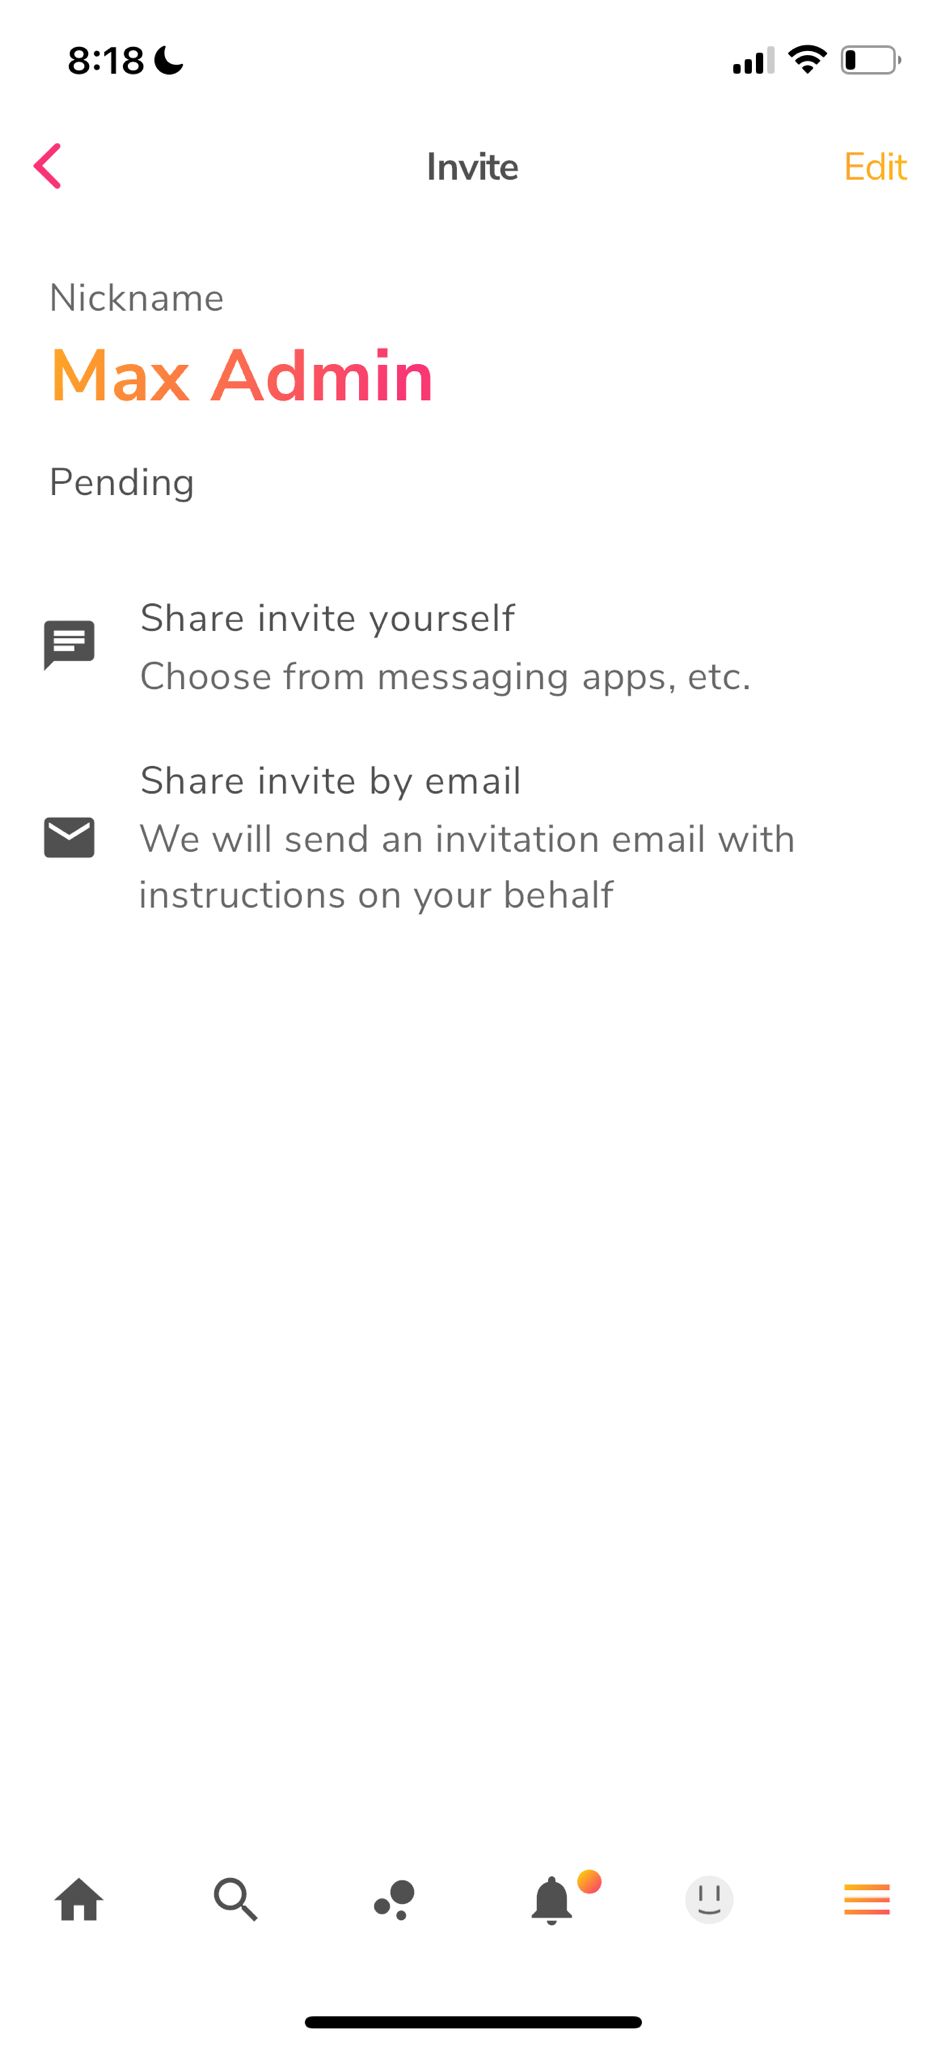 8:18
Invite
Edit
Nickname
Max Admin
Pending
Share invite yourself
Choose from messaging apps, etc.
Share invite by email
We will send an invitation email with
instructions on your behalf